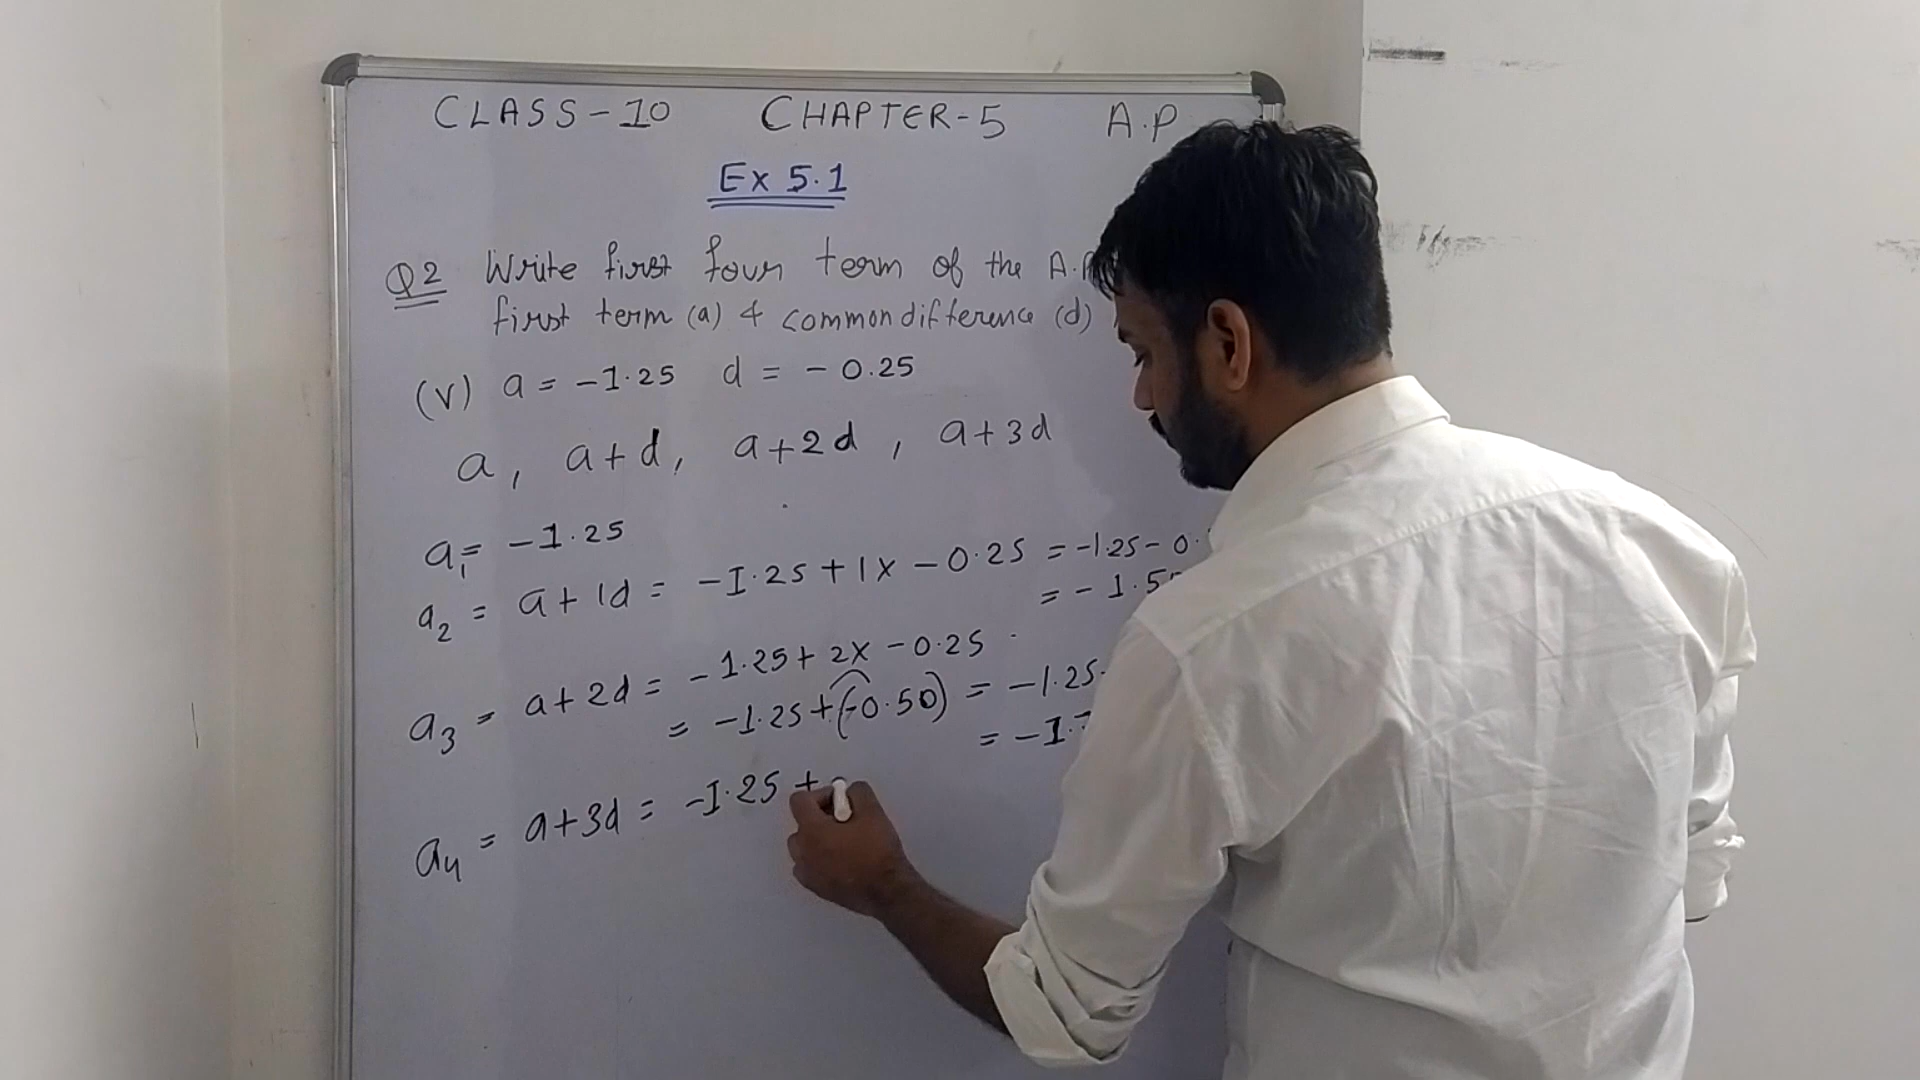 CLASS-10 CHAPTER-5 A.P
Ex 5.1
Q2 Write first four term of the A.P
first term (a) & common difference (d)
(V) a = -1.25 d = - 0.25
a, a+d, a+2d, a+3d
a₁= -1.25
a₂ = a+1d = -1.25+1x-0.25 = -1.25-0.
= - 1.5
a₃ = a+2d = -1.25+ 2x -0.25
= -1.25+(-0.50) = -1.25
= -1.7
a₄ = a+3d = -1.25 +